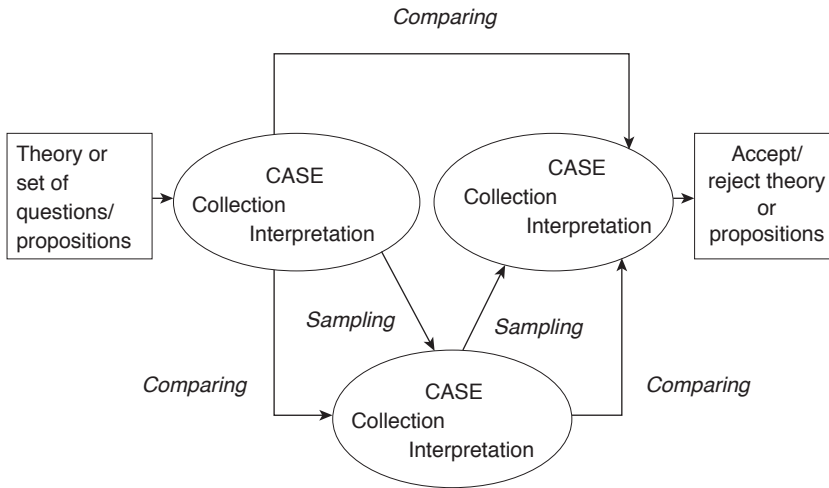 Comparing
Theory or
set of
questions/
propositions
CASE
Collection
Interpretation
CASE
Collection
Interpretation
Accept/
reject theory
or
propositions
Sampling
Sampling
Comparing
CASE
Collection
Interpretation
Comparing